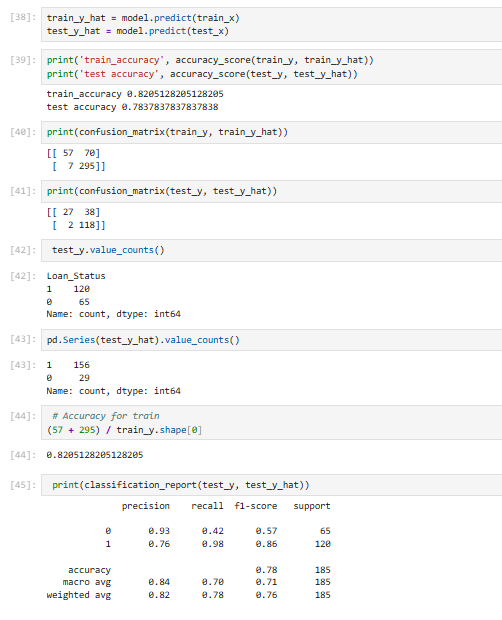 [38]: train_y_hat = model.predict(train_x)
test_y_hat = model.predict(test_x)
[39]: print('train_accuracy', accuracy_score(train_y, train_y_hat))
print('test accuracy', accuracy_score(test_y, test_y_hat))
train_accuracy 0.8205128205128205
test accuracy 0.7837837837837838
[40]: print(confusion_matrix(train_y, train_y_hat))
[[ 57  70]
[  7 295]]
[41]: print(confusion_matrix(test_y, test_y_hat))
[[ 27  38]
[  2 118]]
[42]: test_y.value_counts()
[42]: Loan_Status
1    120
0     65
Name: count, dtype: int64
[43]: pd.Series(test_y_hat).value_counts()
[43]: 1    156
0     29
Name: count, dtype: int64
[44]: # Accuracy for train
(57 + 295) / train_y.shape[0]
[44]: 0.8205128205128205
[45]: print(classification_report(test_y, test_y_hat))
precision    recall  f1-score   support
0       0.93      0.42      0.57        65
1       0.76      0.98      0.86       120
accuracy                           0.78       185
macro avg       0.84      0.70      0.71       185
weighted avg       0.82      0.78      0.76       185